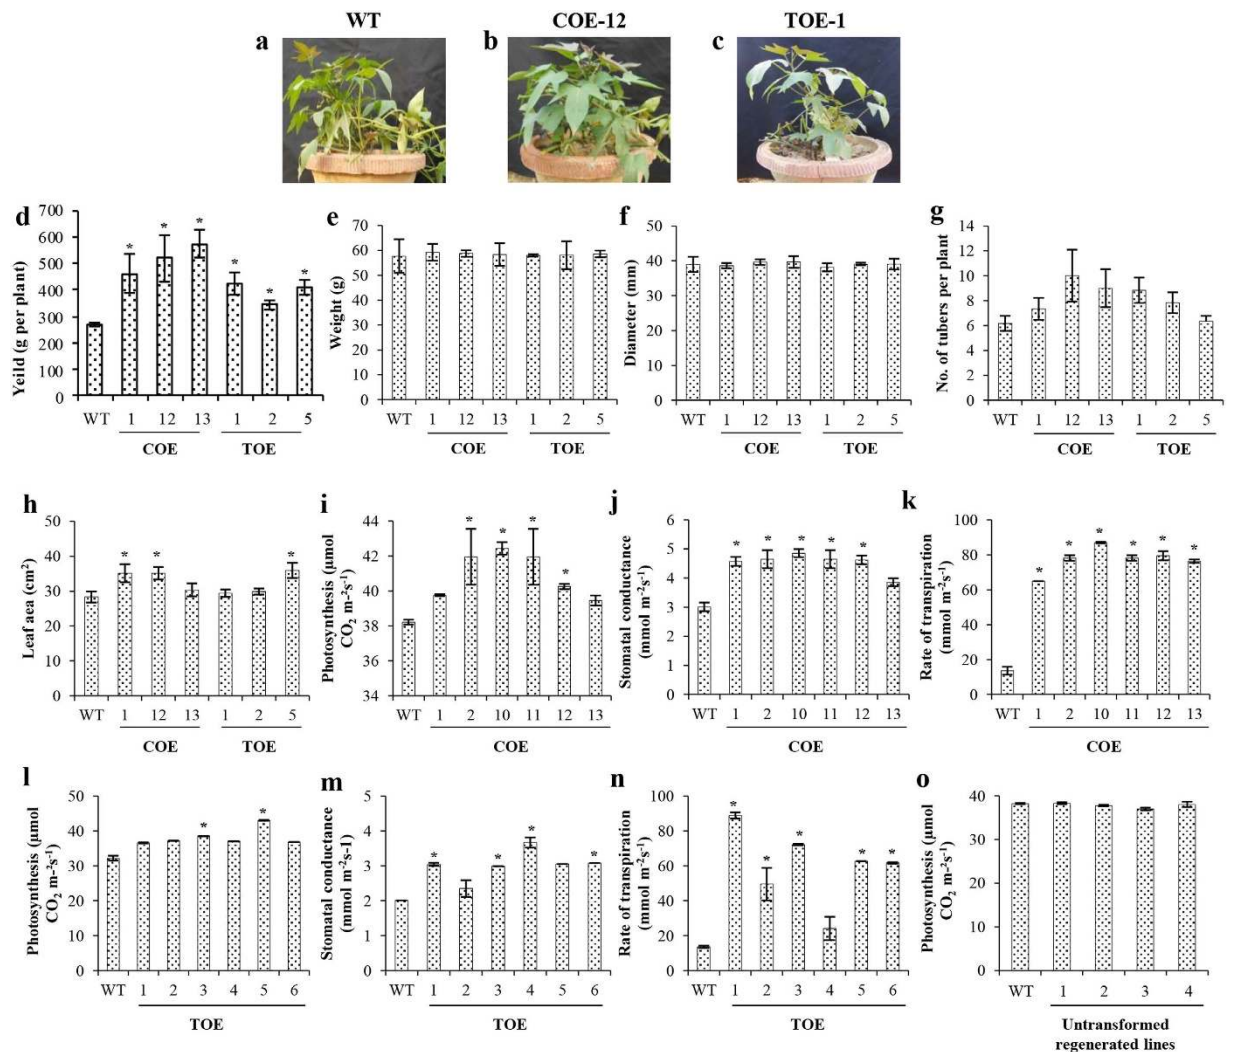 WT COE-12 TOE-1
a b c
d
Yeild (g per plant)
700
600
500
400
300
200
100
0
* * * * * *
WT 1 12 13 1 2 5
COE TOE
e
Weight (g)
70
60
50
40
30
20
10
0
WT 1 12 13 1 2 5
COE TOE
f
Diameter (mm)
50
40
30
20
10
0
WT 1 12 13 1 2 5
COE TOE
g
No. of tubers per plant
14
12
10
8
6
4
2
0
WT 1 12 13 1 2 5
COE TOE
h
Leaf aea (cm²)
50
40
30
20
10
0
* * *
WT 1 12 13 1 2 5
COE TOE
i
Photosynthesis (µmol
CO₂ m⁻²s⁻¹)
44
42
40
38
36
34
* * * *
WT 1 2 10 11 12 13
COE
j
Stomatal conductance
(mmol m⁻²s⁻¹)
6
5
4
3
2
1
0
* * * * *
WT 1 2 10 11 12 13
COE
k
Rate of transpiration
(mmol m⁻²s⁻¹)
100
80
60
40
20
0
* * * * * *
WT 1 2 10 11 12 13
COE
l
Photosynthesis (µmol
CO₂ m⁻²s⁻¹)
50
40
30
20
10
0
* *
WT 1 2 3 4 5 6
TOE
m
Stomatal conductance
(mmol m⁻²s-1)
5
4
3
2
1
0
* * * *
WT 1 2 3 4 5 6
TOE
n
Rate of transpiration
(mmol m⁻²s⁻¹)
100
80
60
40
20
0
* * * * *
WT 1 2 3 4 5 6
TOE
o
Photosynthesis (µmol
CO₂ m⁻²s⁻¹)
40
30
20
10
0
WT 1 2 3 4
Untransformed
regenerated lines